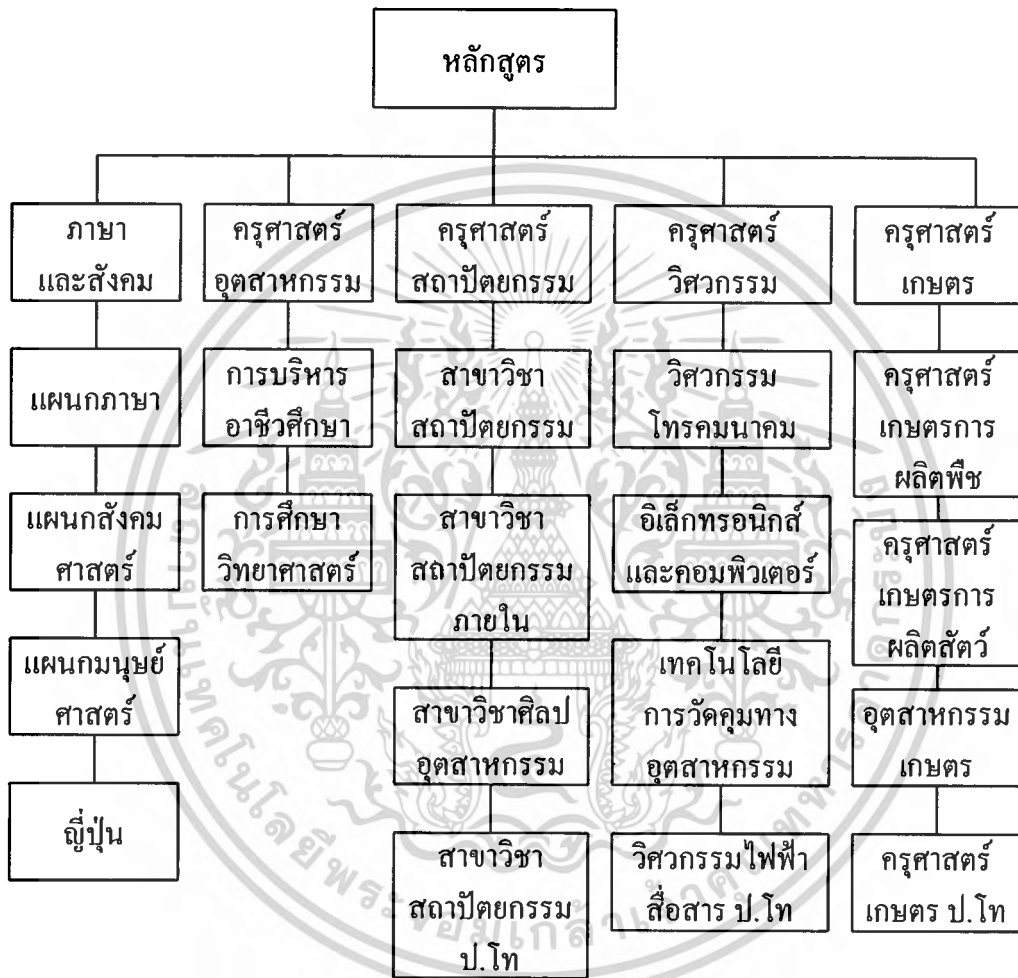 หลักสูตร
ภาษา
และสังคม
แผนกภาษา
แผนกสังคม
ศาสตร์
แผนกมนุษย์
ศาสตร์
ญี่ปุ่น
ครุศาสตร์
อุตสาหกรรม
การบริหาร
อาชีวศึกษา
การศึกษา
วิทยาศาสตร์
ครุศาสตร์
สถาปัตยกรรม
สาขาวิชา
สถาปัตยกรรม
สาขาวิชา
สถาปัตยกรรม
ภายใน
สาขาวิชาศิลป
อุตสาหกรรม
สาขาวิชา
สถาปัตยกรรม
ป.โท
ครุศาสตร์
วิศวกรรม
วิศวกรรม
โทรคมนาคม
อิเล็กทรอนิกส์
และคอมพิวเตอร์
เทคโนโลยี
การวัดคุมทาง
อุตสาหกรรม
วิศวกรรมไฟฟ้า
สื่อสาร ป.โท
ครุศาสตร์
เกษตร
ครุศาสตร์
เกษตรการ
ผลิตพืช
ครุศาสตร์
เกษตรการ
ผลิตสัตว์
อุตสาหกรรม
เกษตร
ครุศาสตร์
เกษตร ป.โท